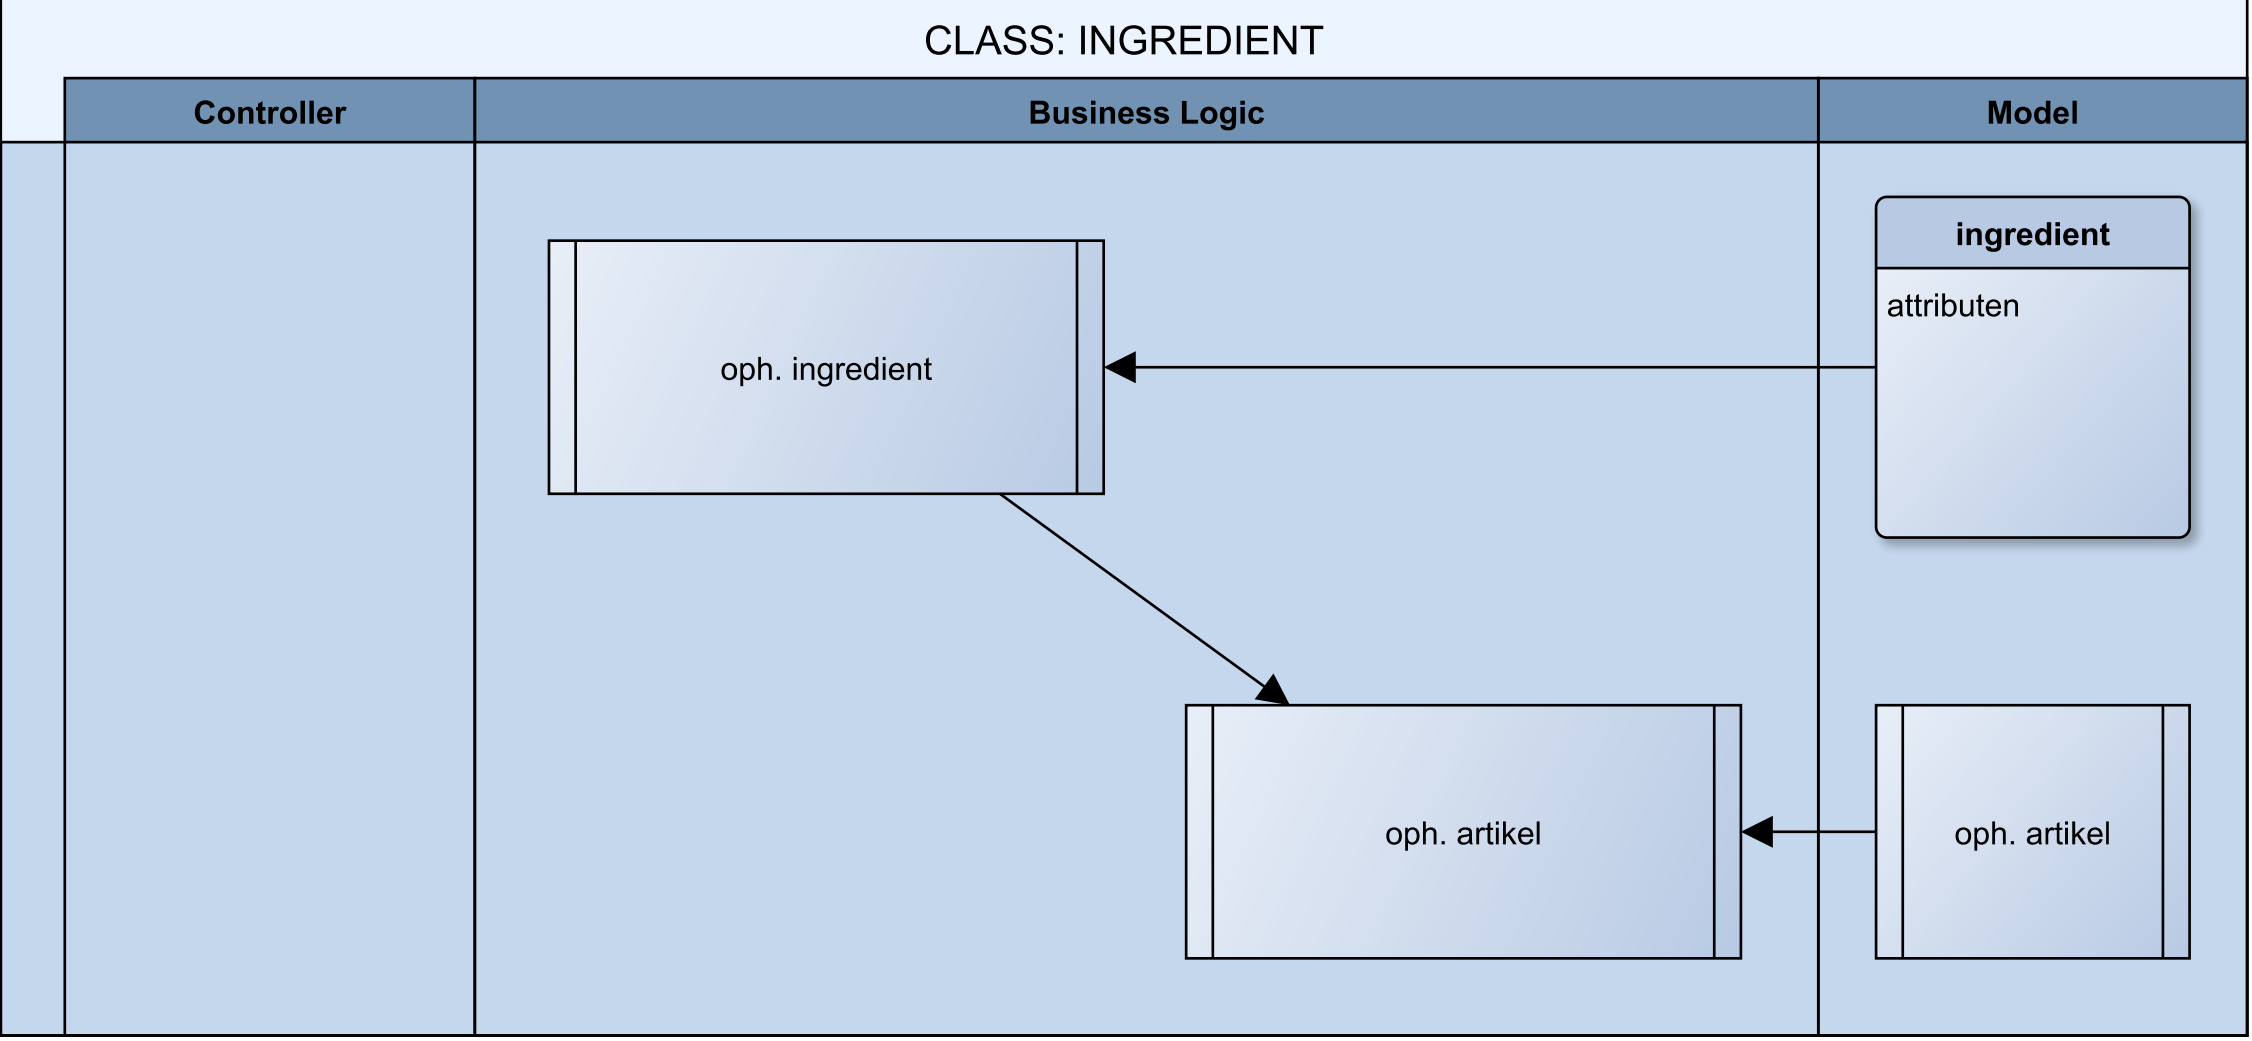 CLASS: INGREDIENT
Controller
Business Logic
Model
ingredient
attributen
oph. ingredient
oph. artikel
oph. artikel